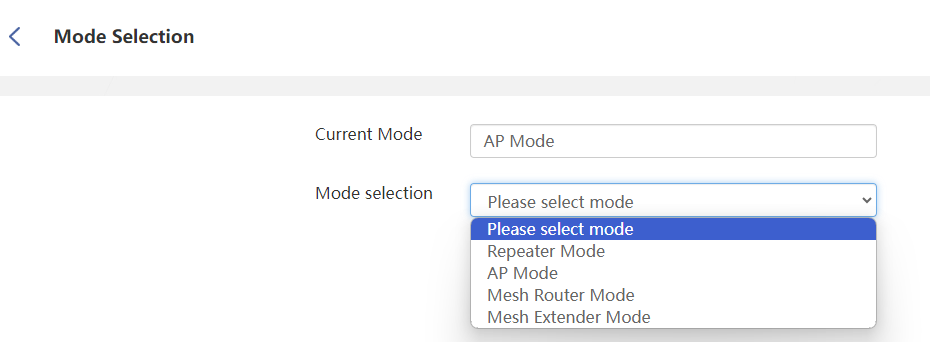 Mode Selection
Current Mode
AP Mode
Mode selection
Please select mode
Please select mode
Repeater Mode
AP Mode
Mesh Router Mode
Mesh Extender Mode